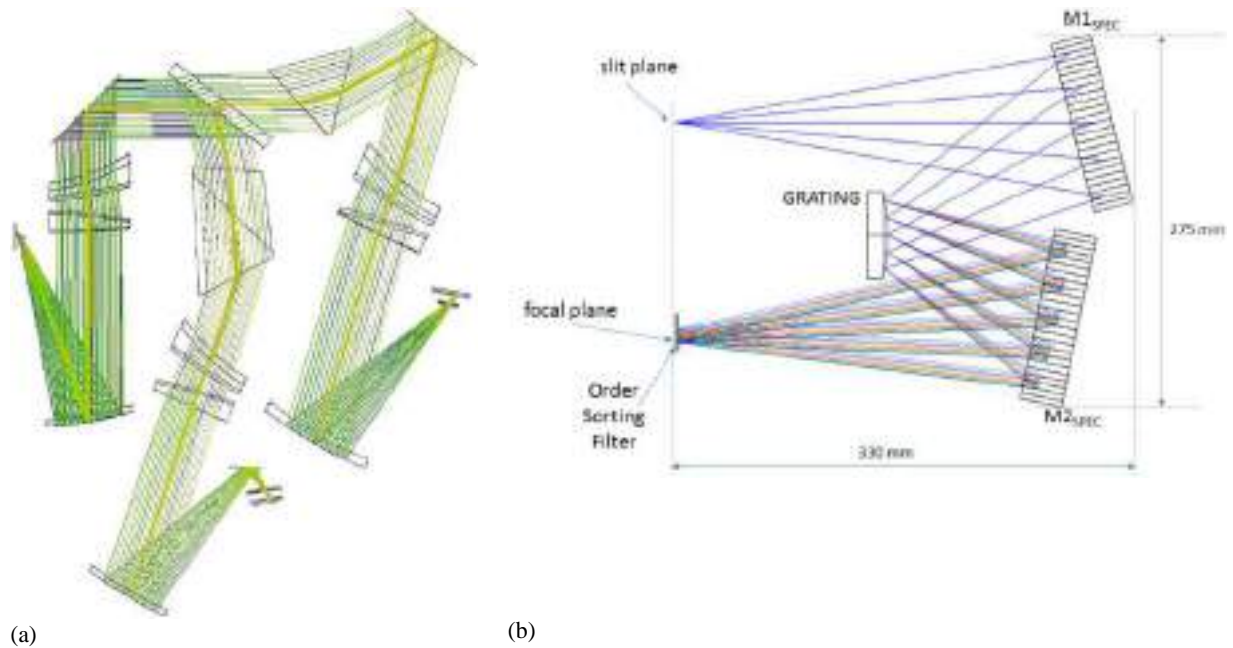 M1SPEC
slit plane
GRATING
275 mm
focal plane
Order
Sorting
Filter
M2SPEC
330 mm
(a)
(b)